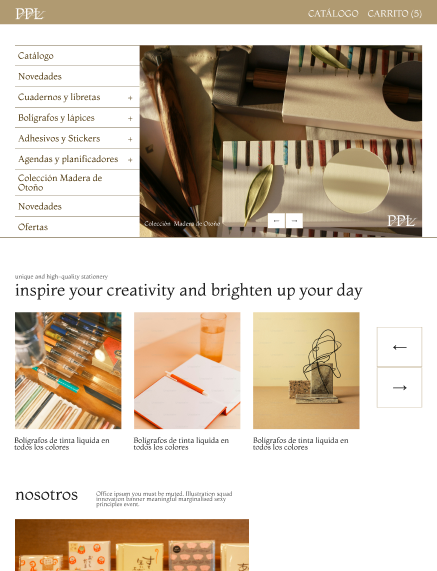 PPL
CATÁLOGO CARRITO (5)
Catálogo
Novedades
Cuadernos y libretas +
Bolígrafos y lápices +
Adhesivos y Stickers +
Agendas y planificadores +
Colección Madera de
Otoño
Novedades
Ofertas
Colección Madera de Otoño
← →
PPL
unique and high-quality stationery
inspire your creativity and brighten up your day
←
→
Bolígrafos de tinta liquida en
todos los colores
Bolígrafos de tinta liquida en
todos los colores
Bolígrafos de tinta liquida en
todos los colores
nosotros
Office ipsum you must be muted. Illustration squad
innovation banner meaningful marginalised sexy
principles event.